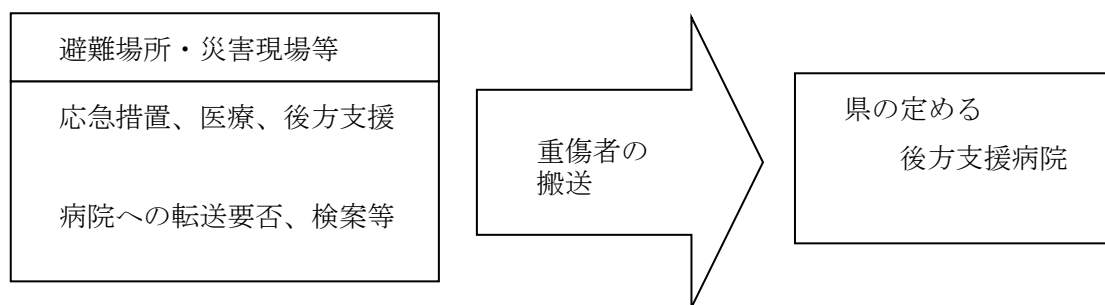 避難場所・災害現場等
応急措置、医療、後方支援
病院への転送要否、検案等
重傷者の
搬送
県の定める
後方支援病院